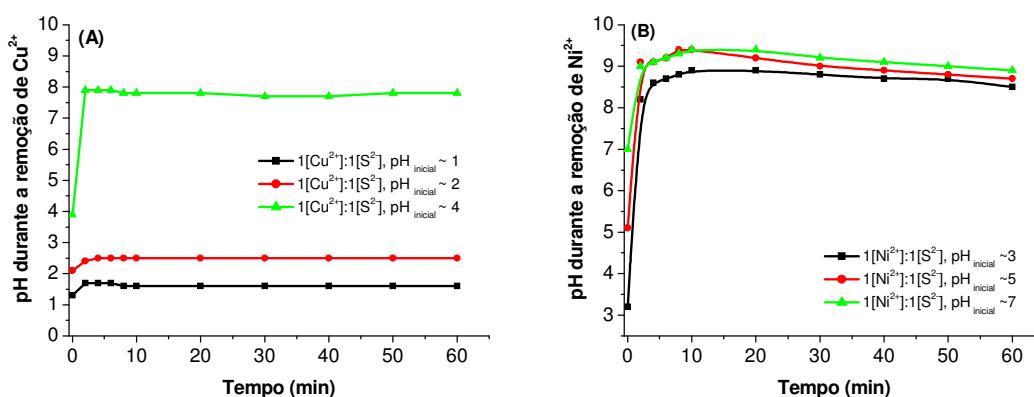 (A)
pH durante a remoção de Cu²⁺
10
9
8
7
6
5
4
3
2
1
0
1[Cu²⁺]:1[S²⁻], pH inicial ~ 1
1[Cu²⁺]:1[S²⁻], pH inicial ~ 2
1[Cu²⁺]:1[S²⁻], pH inicial ~ 4
0 10 20 30 40 50 60
Tempo (min)
(B)
pH durante a remoção de Ni²⁺
10
9
8
7
6
5
4
3
1[Ni²⁺]:1[S²⁻], pH inicial ~3
1[Ni²⁺]:1[S²⁻], pH inicial ~5
1[Ni²⁺]:1[S²⁻], pH inicial ~7
0 10 20 30 40 50 60
Tempo (min)